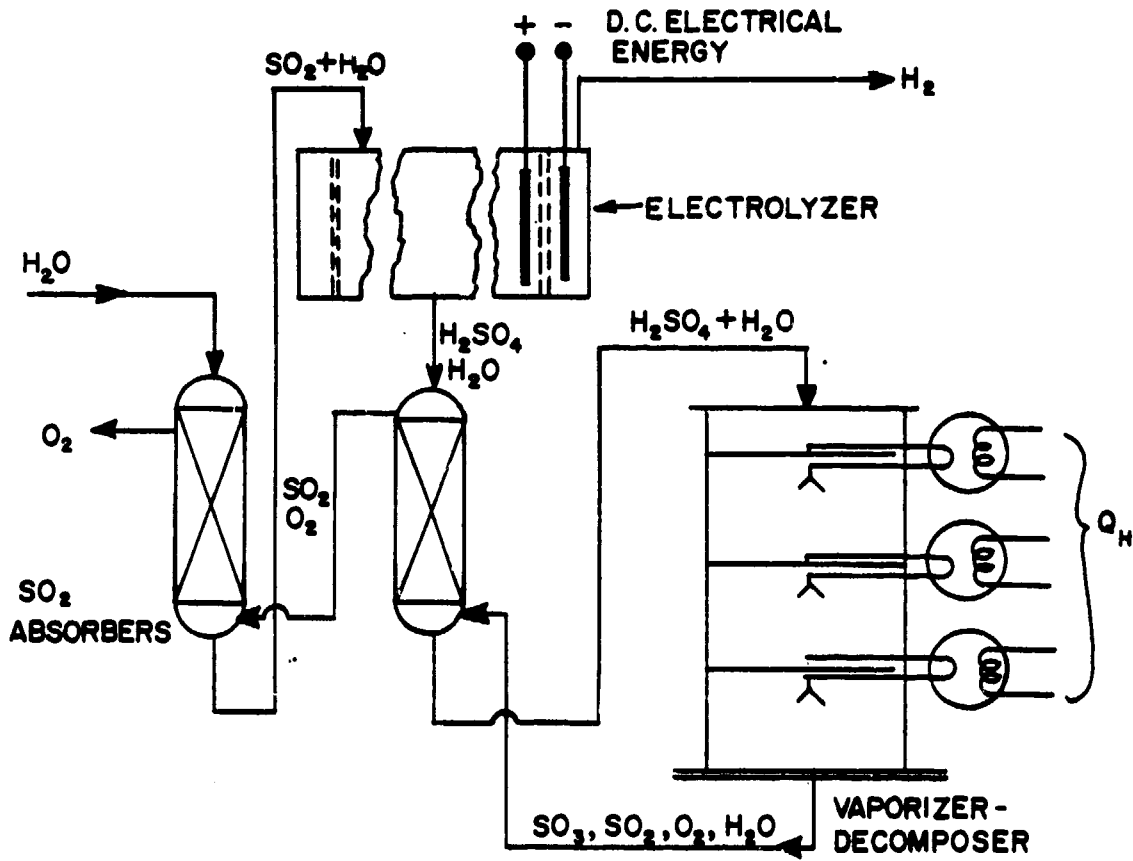 + -
D.C. ELECTRICAL
ENERGY
SO₂+H₂O
H₂
ELECTROLYZER
H₂O
H₂SO₄
H₂O
H₂SO₄+H₂O
O₂
SO₂
O₂
Q_H
SO₂
ABSORBERS
SO₃, SO₂, O₂, H₂O
VAPORIZER-
DECOMPOSER